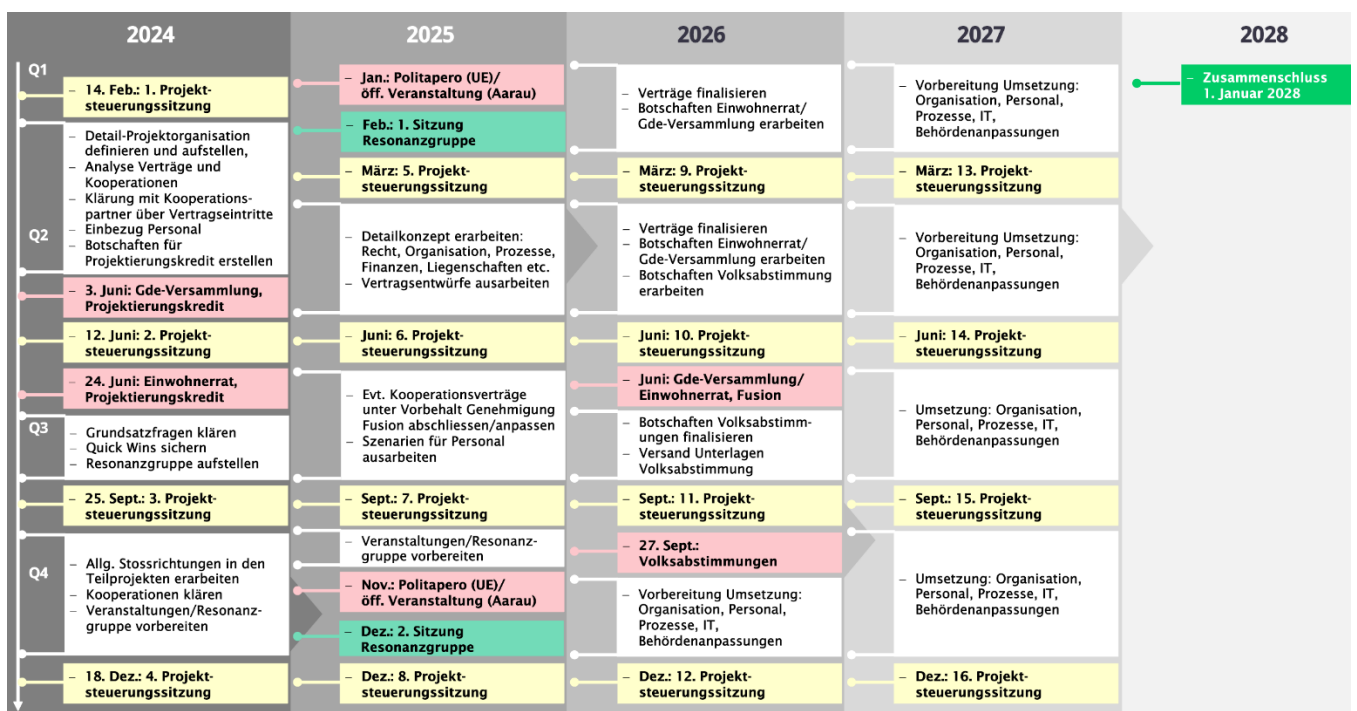 2024
2025
2026
2027
2028
Q1
Q2
Q3
Q4
– 14. Feb.: 1. Projekt-
steuerungssitzung
– Detail-Projektorganisation
definieren und aufstellen,
– Analyse Verträge und
Kooperationen
– Klärung mit Kooperations-
partner über Vertragseintritte
– Einbezug Personal
– Botschaften für
Projektierungskredit erstellen
– 3. Juni: Gde-Versammlung,
Projektierungskredit
– 12. Juni: 2. Projekt-
steuerungssitzung
– 24. Juni: Einwohnerrat,
Projektierungskredit
– Grundsatzfragen klären
– Quick Wins sichern
– Resonanzgruppe aufstellen
– 25. Sept.: 3. Projekt-
steuerungssitzung
– Allg. Stossrichtungen in den
Teilprojekten erarbeiten
– Kooperationen klären
– Veranstaltungen/Resonanz-
gruppe vorbereiten
– 18. Dez.: 4. Projekt-
steuerungssitzung
– Jan.: Politapero (UE)/
öff. Veranstaltung (Aarau)
– Feb.: 1. Sitzung
Resonanzgruppe
– März: 5. Projekt-
steuerungssitzung
– Detailkonzept erarbeiten:
Recht, Organisation, Prozesse,
Finanzen, Liegenschaften etc.
– Vertragsentwürfe ausarbeiten
– Juni: 6. Projekt-
steuerungssitzung
– Evt. Kooperationsverträge
unter Vorbehalt Genehmigung
Fusion abschliessen/anpassen
– Szenarien für Personal
ausarbeiten
– Sept.: 7. Projekt-
steuerungssitzung
– Veranstaltungen/Resonanz-
gruppe vorbereiten
– Nov.: Politapero (UE)/
öff. Veranstaltung (Aarau)
– Dez.: 2. Sitzung
Resonanzgruppe
– Dez.: 8. Projekt-
steuerungssitzung
– Verträge finalisieren
– Botschaften Einwohnerrat/
Gde-Versammlung erarbeiten
– März: 9. Projekt-
steuerungssitzung
– Verträge finalisieren
– Botschaften Einwohnerrat/
Gde-Versammlung erarbeiten
– Botschaften Volksabstimmung
erarbeiten
– Juni: 10. Projekt-
steuerungssitzung
– Juni: Gde-Versammlung/
Einwohnerrat, Fusion
– Botschaften Volksabstimm-
ungen finalisieren
– Versand Unterlagen
Volksabstimmung
– Sept.: 11. Projekt-
steuerungssitzung
– 27. Sept.:
Volksabstimmungen
– Vorbereitung Umsetzung:
Organisation, Personal,
Prozesse, IT,
Behördenanpassungen
– Dez.: 12. Projekt-
steuerungssitzung
– Vorbereitung Umsetzung:
Organisation, Personal,
Prozesse, IT,
Behördenanpassungen
– März: 13. Projekt-
steuerungssitzung
– Vorbereitung Umsetzung:
Organisation, Personal,
Prozesse, IT,
Behördenanpassungen
– Juni: 14. Projekt-
steuerungssitzung
– Umsetzung: Organisation,
Personal, Prozesse, IT,
Behördenanpassungen
– Sept.: 15. Projekt-
steuerungssitzung
– Umsetzung: Organisation,
Personal, Prozesse, IT,
Behördenanpassungen
– Dez.: 16. Projekt-
steuerungssitzung
– Zusammenschluss
1. Januar 2028